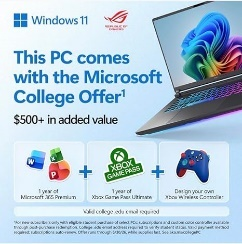 Windows 11
This PC comes
with the Microsoft
College Offer¹
$500+ in added value
XBOX
GAME PASS
1 year of
Microsoft 365 Premium
1 year of
Xbox Game Pass Ultimate
Design your own
Xbox Wireless Controller
Valid college .edu email required